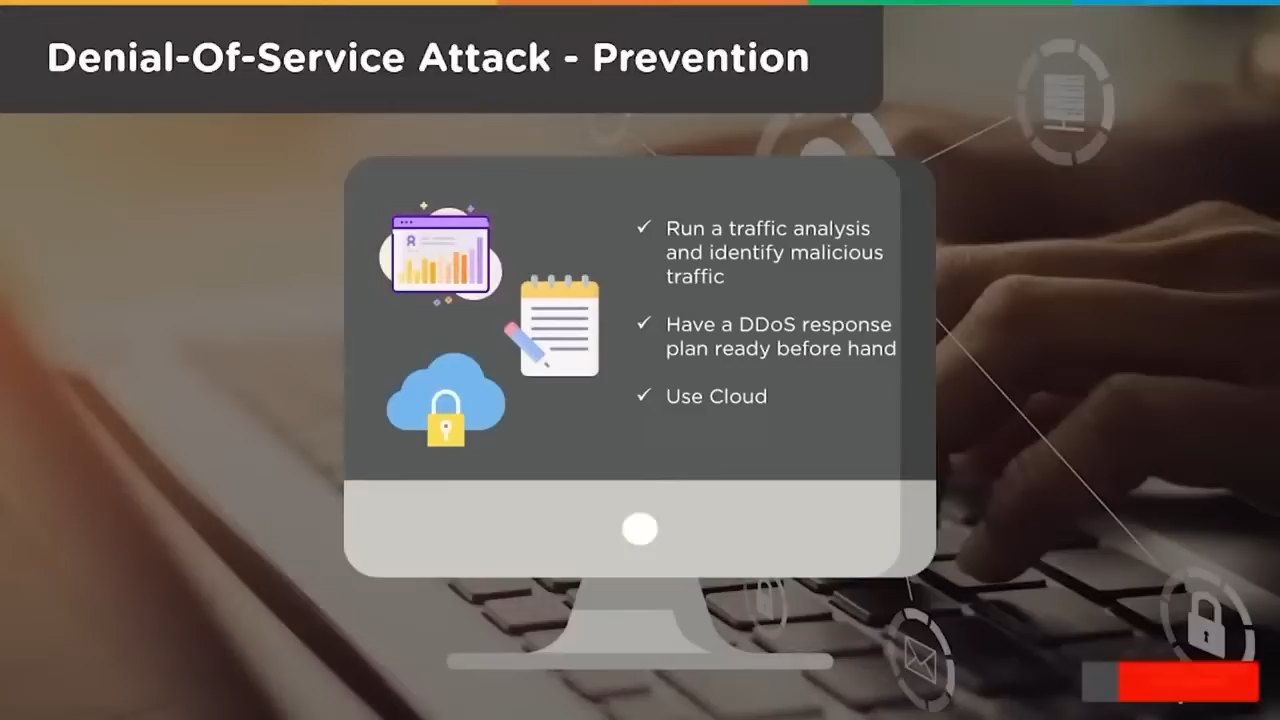 Denial-Of-Service Attack - Prevention
✓ Run a traffic analysis
and identify malicious
traffic
✓ Have a DDoS response
plan ready before hand
✓ Use Cloud